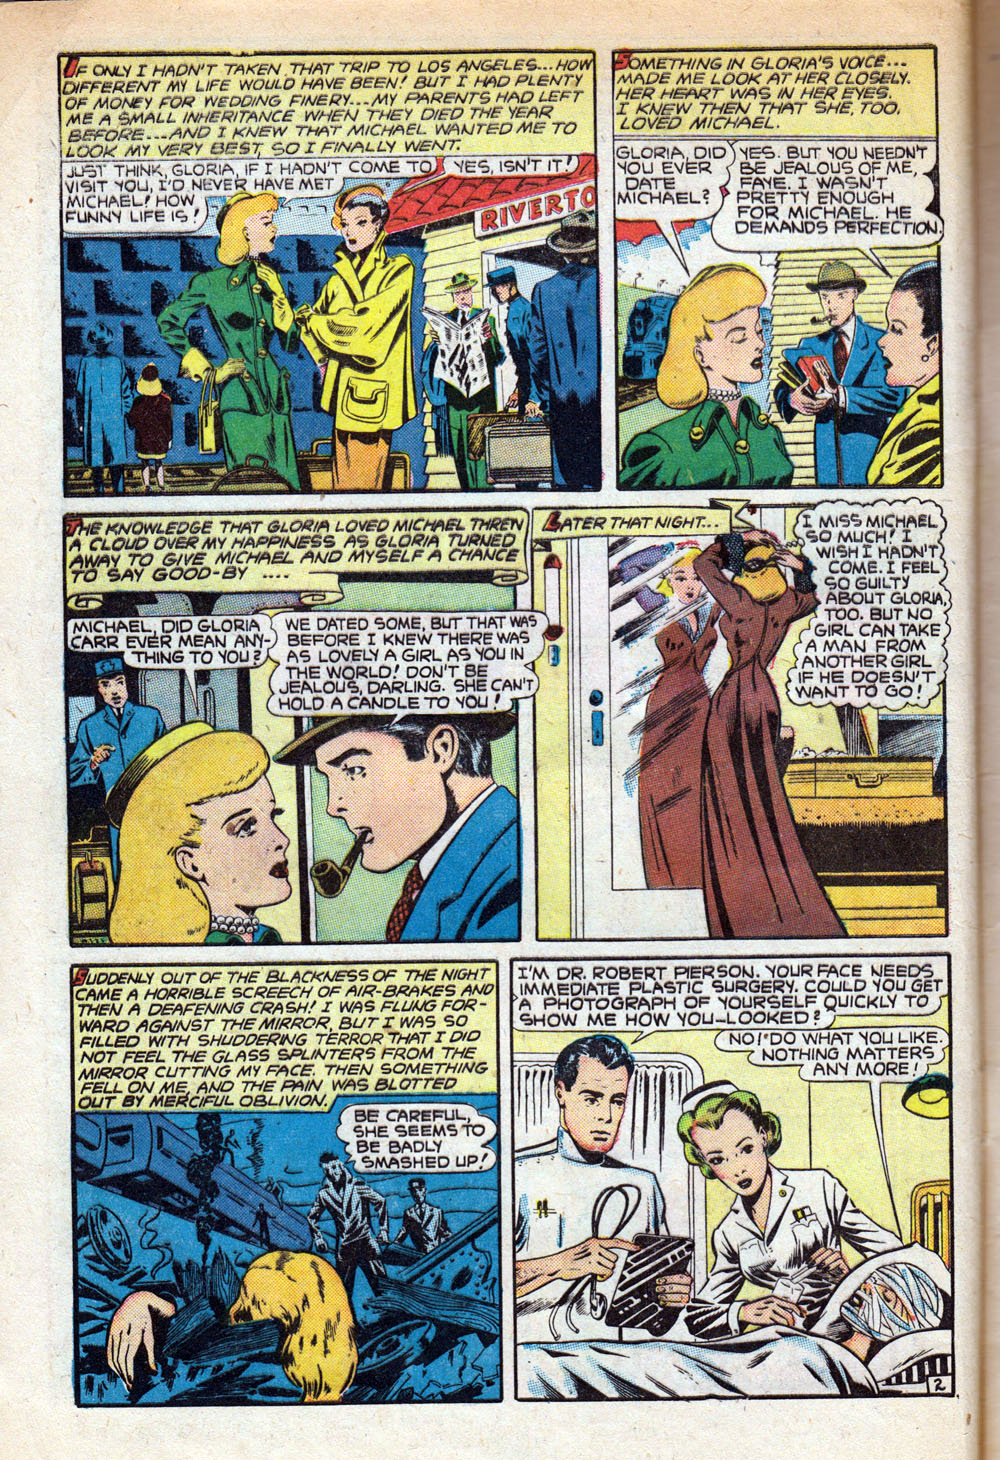 IF ONLY I HADN'T TAKEN THAT TRIP TO LOS ANGELES...HOW
DIFFERENT MY LIFE WOULD HAVE BEEN! BUT I HAD PLENTY
OF MONEY FOR WEDDING FINERY...MY PARENTS HAD LEFT
ME A SMALL INHERITANCE WHEN THEY DIED THE YEAR
BEFORE...AND I KNEW THAT MICHAEL WANTED ME TO
LOOK MY VERY BEST, SO I FINALLY WENT.
JUST THINK, GLORIA, IF I HADN'T COME TO
VISIT YOU, I'D NEVER HAVE MET
MICHAEL! HOW
FUNNY LIFE IS!
YES, ISN'T IT!
RIVERTO
SOMETHING IN GLORIA'S VOICE...
MADE ME LOOK AT HER CLOSELY.
HER HEART WAS IN HER EYES.
I KNEW THEN THAT SHE, TOO,
LOVED MICHAEL.
GLORIA, DID
YOU EVER
DATE
MICHAEL?
YES. BUT YOU NEEDN'T
BE JEALOUS OF ME,
FAYE. I WASN'T
PRETTY ENOUGH
FOR MICHAEL. HE
DEMANDS PERFECTION.
THE KNOWLEDGE THAT GLORIA LOVED MICHAEL THREW
A CLOUD OVER MY HAPPINESS AS GLORIA TURNED
AWAY TO GIVE MICHAEL AND MYSELF A CHANCE
TO SAY GOOD-BY ....
MICHAEL, DID GLORIA
CARR EVER MEAN ANY-
THING TO YOU?
WE DATED SOME, BUT THAT WAS
BEFORE I KNEW THERE WAS
AS LOVELY A GIRL AS YOU IN
THE WORLD! DON'T BE
JEALOUS, DARLING. SHE CAN'T
HOLD A CANDLE TO YOU!
LATER THAT NIGHT...
I MISS MICHAEL
SO MUCH! I
WISH I HADN'T
COME. I FEEL
SO GUILTY
ABOUT GLORIA,
TOO. BUT NO
GIRL CAN TAKE
A MAN FROM
ANOTHER GIRL
IF HE DOESN'T
WANT TO GO!
SUDDENLY OUT OF THE BLACKNESS OF THE NIGHT
CAME A HORRIBLE SCREECH OF AIR-BRAKES AND
THEN A DEAFENING CRASH! I WAS FLUNG FOR-
WARD AGAINST THE MIRROR, BUT I WAS SO
FILLED WITH SHUDDERING TERROR THAT I DID
NOT FEEL THE GLASS SPLINTERS FROM THE
MIRROR CUTTING MY FACE. THEN SOMETHING
FELL ON ME, AND THE PAIN WAS BLOTTED
OUT BY MERCIFUL OBLIVION.
BE CAREFUL,
SHE SEEMS TO
BE BADLY
SMASHED UP!
I'M DR. ROBERT PIERSON. YOUR FACE NEEDS
IMMEDIATE PLASTIC SURGERY. COULD YOU GET
A PHOTOGRAPH OF YOURSELF QUICKLY TO
SHOW ME HOW YOU--LOOKED?
NO! DO WHAT YOU LIKE.
NOTHING MATTERS
ANY MORE!
2